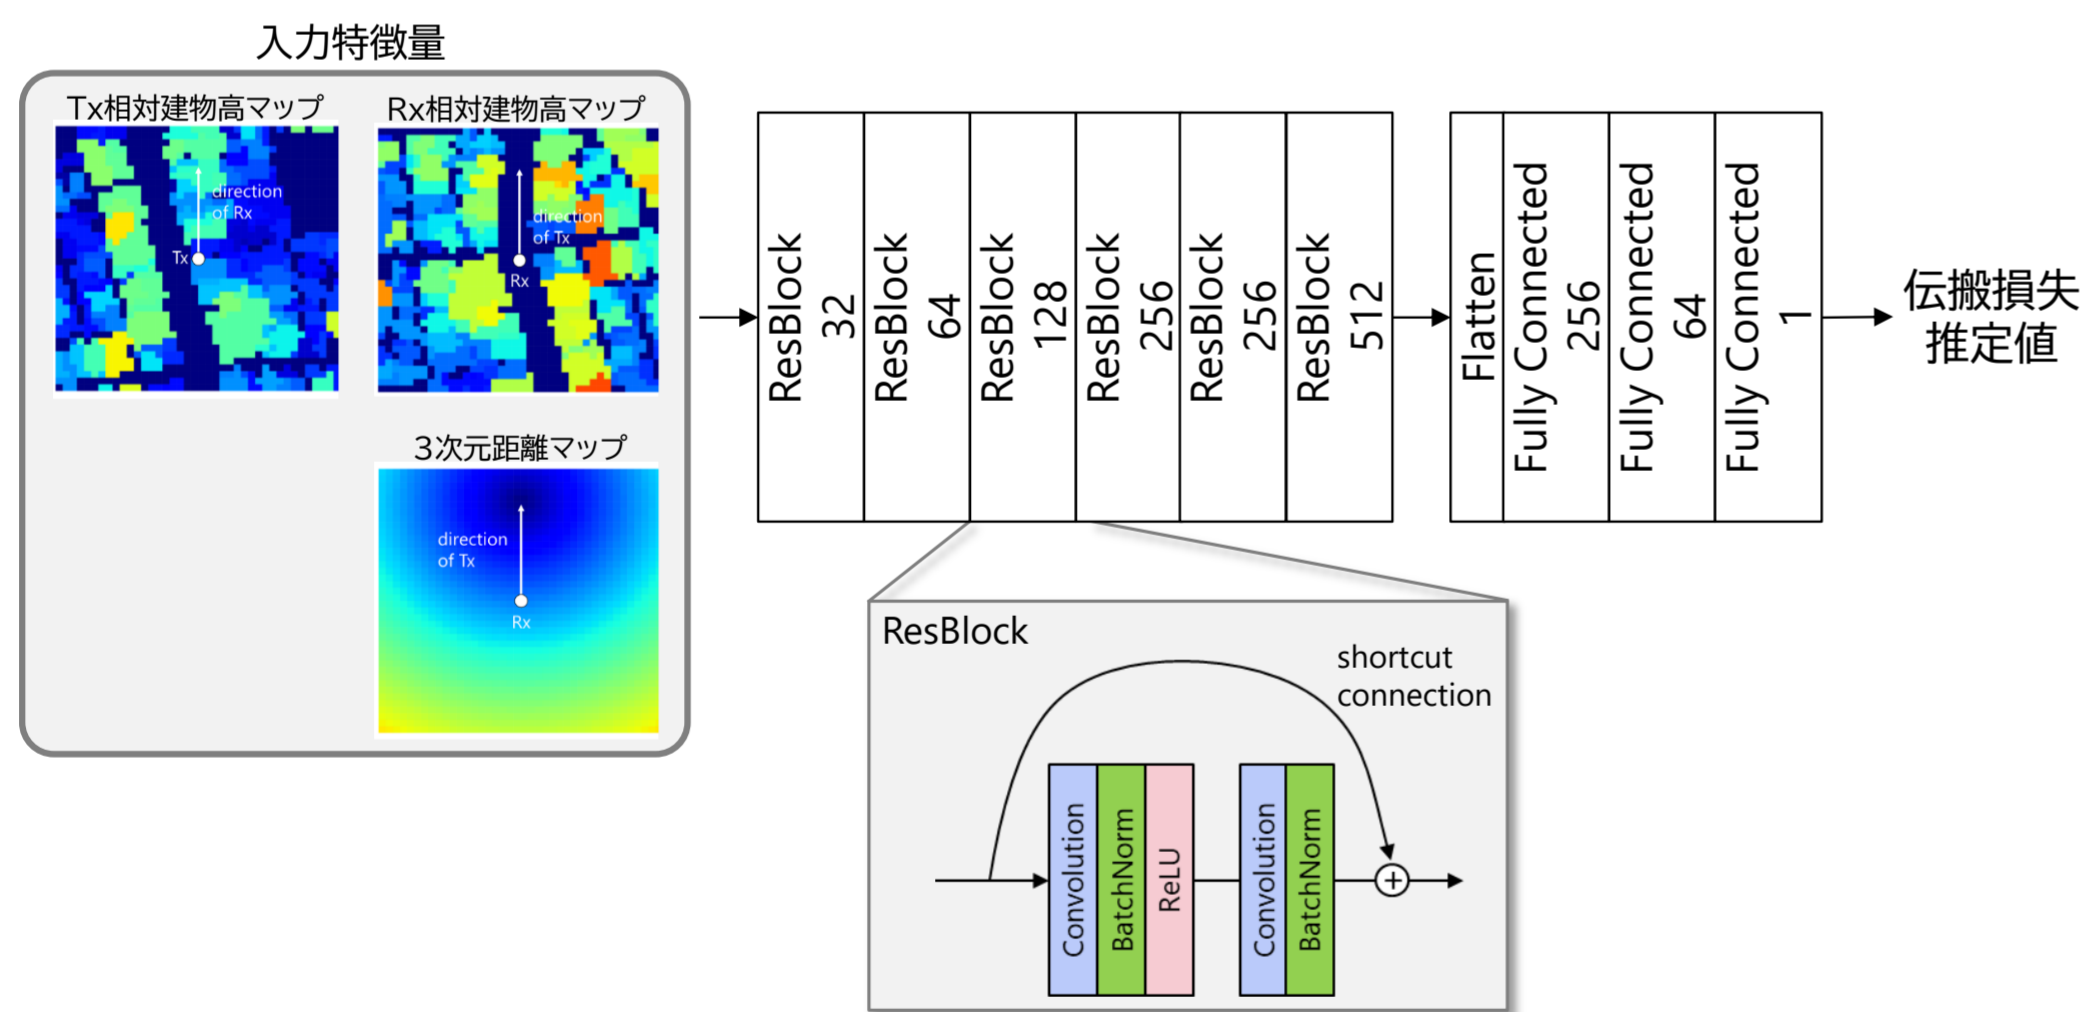 入力特徴量
Tx相対建物高マップ
Rx相対建物高マップ
direction
of Rx
Tx
direction
of Tx
Rx
3次元距離マップ
direction
of Tx
Rx
ResBlock
32
ResBlock
64
ResBlock
128
ResBlock
256
ResBlock
256
ResBlock
512
Flatten
Fully Connected
256
Fully Connected
64
Fully Connected
1
伝搬損失
推定値
ResBlock
shortcut
connection
Convolution
BatchNorm
ReLU
Convolution
BatchNorm
+